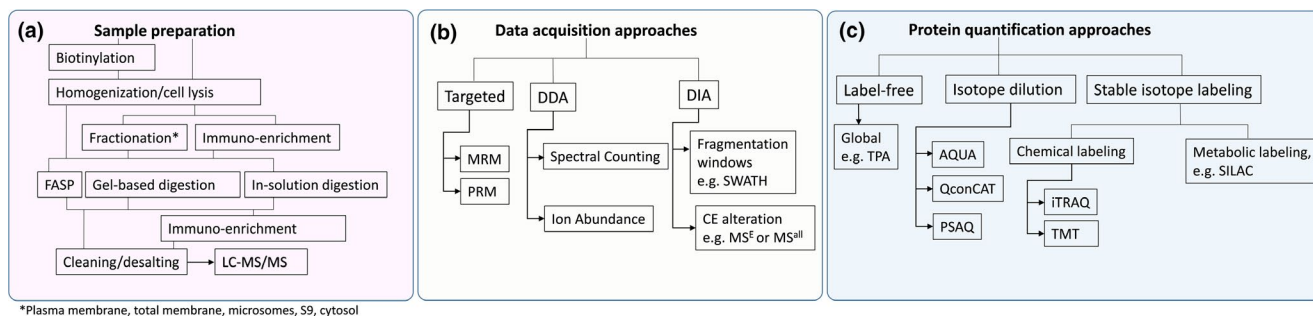 (a) Sample preparation
Biotinylation
Homogenization/cell lysis
Fractionation*
Immuno-enrichment
FASP
Gel-based digestion
In-solution digestion
Immuno-enrichment
Cleaning/desalting
LC-MS/MS
*Plasma membrane, total membrane, microsomes, S9, cytosol
(b) Data acquisition approaches
Targeted
DDA
DIA
MRM
PRM
Spectral Counting
Ion Abundance
Fragmentation
windows
e.g. SWATH
CE alteration
e.g. MSᴱ or MSᵃˡˡ
(c) Protein quantification approaches
Label-free
Isotope dilution
Stable isotope labeling
Global
e.g. TPA
AQUA
QconCAT
PSAQ
Chemical labeling
iTRAQ
TMT
Metabolic labeling,
e.g. SILAC